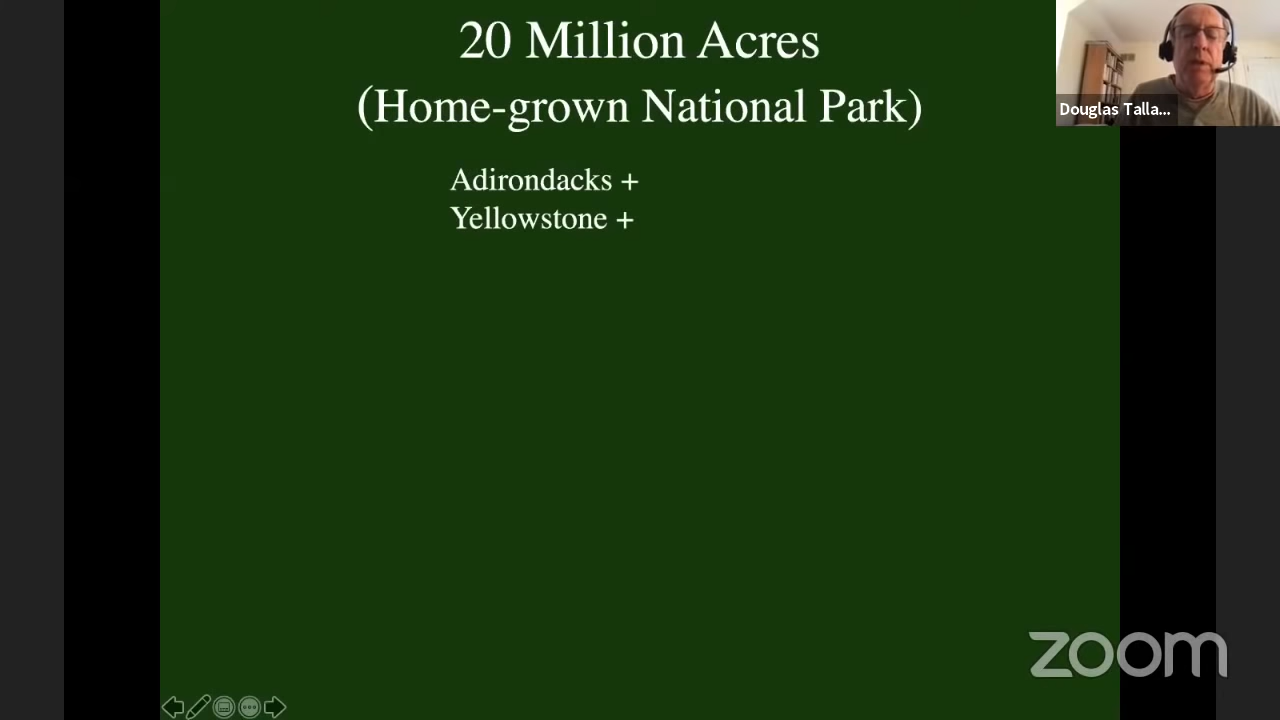 20 Million Acres
(Home-grown National Park)
Douglas Talla...
Adirondacks +
Yellowstone +
zoom